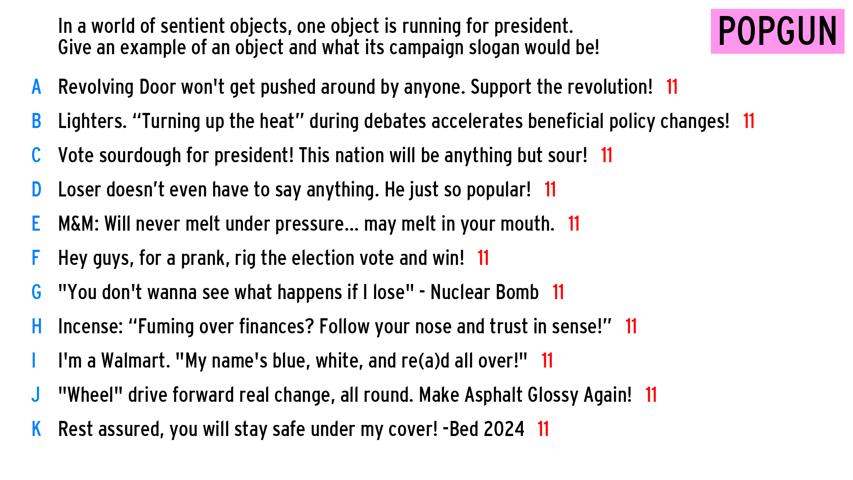 In a world of sentient objects, one object is running for president.
Give an example of an object and what its campaign slogan would be!
POPGUN
A Revolving Door won't get pushed around by anyone. Support the revolution! 11
B Lighters. “Turning up the heat” during debates accelerates beneficial policy changes! 11
C Vote sourdough for president! This nation will be anything but sour! 11
D Loser doesn’t even have to say anything. He just so popular! 11
E M&M: Will never melt under pressure... may melt in your mouth. 11
F Hey guys, for a prank, rig the election vote and win! 11
G "You don't wanna see what happens if I lose" - Nuclear Bomb 11
H Incense: “Fuming over finances? Follow your nose and trust in sense!” 11
I I'm a Walmart. "My name's blue, white, and re(a)d all over!" 11
J "Wheel" drive forward real change, all round. Make Asphalt Glossy Again! 11
K Rest assured, you will stay safe under my cover! -Bed 2024 11